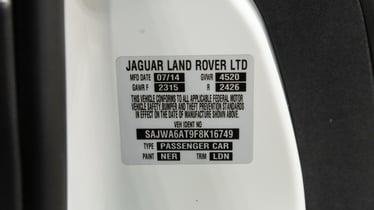 JAGUAR LAND ROVER LTD
MFD DATE 07/14 GVWR 4520
GAWR F 2315 R 2426
THIS VEHICLE CONFORMS TO ALL APPLICABLE FEDERAL MOTOR
VEHICLE SAFETY, BUMPER, AND THEFT PREVENTION STANDARDS
IN EFFECT ON THE DATE OF MANUFACTURE SHOWN ABOVE.
VEH IDENT NO
SAJWA6AT9F8K16749
TYPE PASSENGER CAR
PAINT NER TRIM LDN